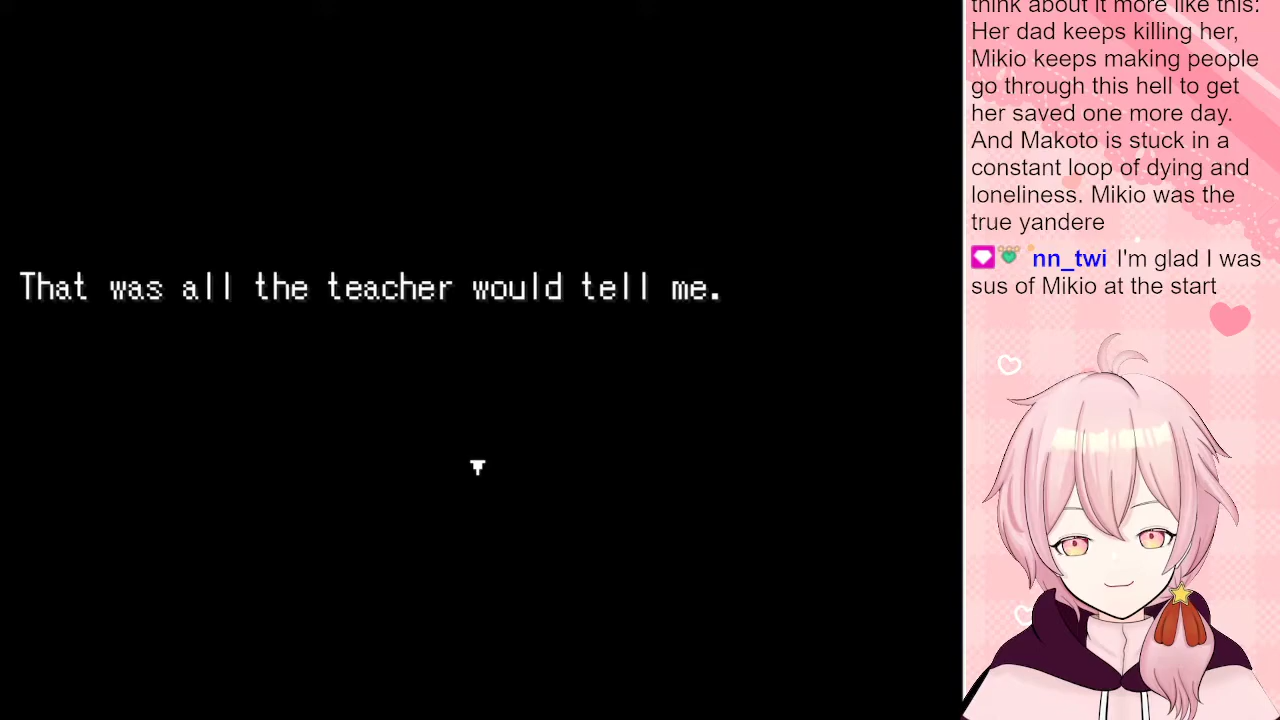 That was all the teacher would tell me.
think about it more like this:
Her dad keeps killing her,
Mikio keeps making people
go through this hell to get
her saved one more day.
And Makoto is stuck in a
constant loop of dying and
loneliness. Mikio was the
true yandere
nn_twi I'm glad I was
sus of Mikio at the start